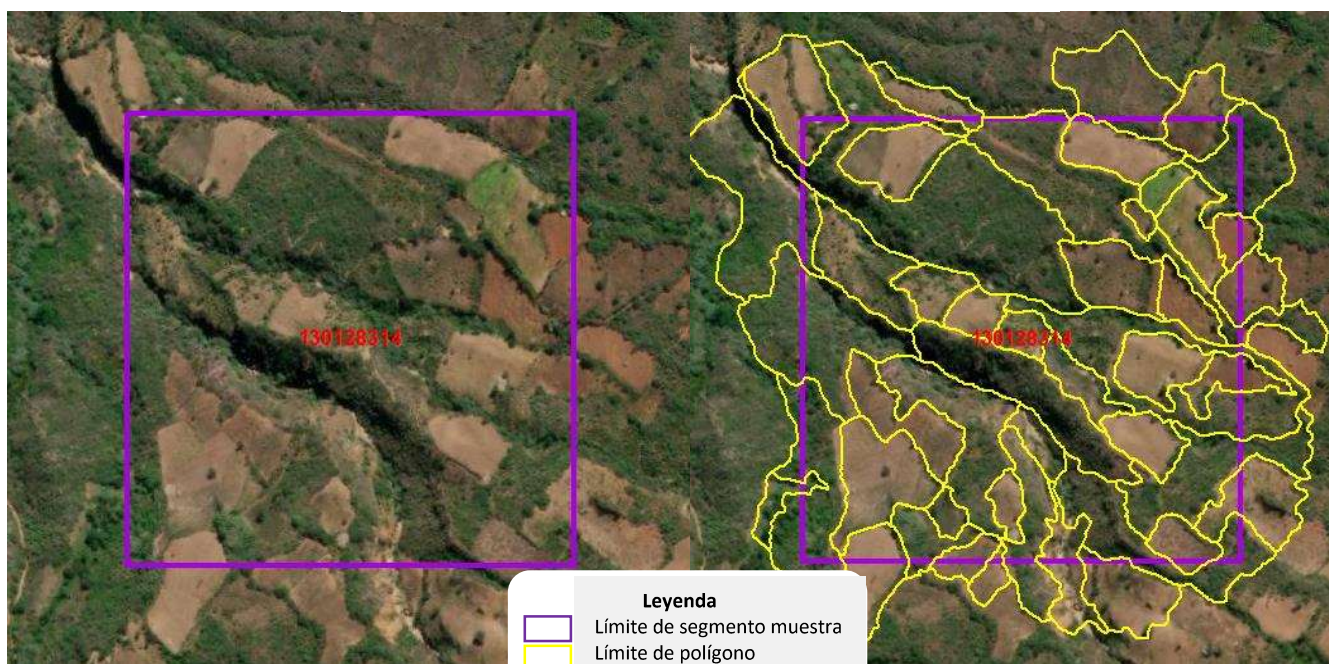 130128314
130128314
Leyenda
Límite de segmento muestra
Límite de polígono